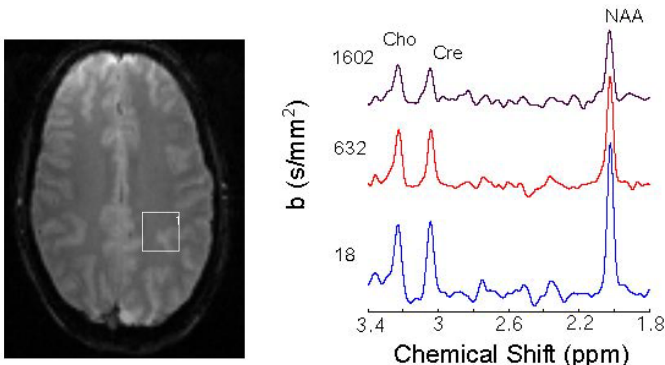 1
NAA
Cho
Cre
1602
632
18
b (s/mm²)
3.4 3 2.6 2.2 1.8
Chemical Shift (ppm)